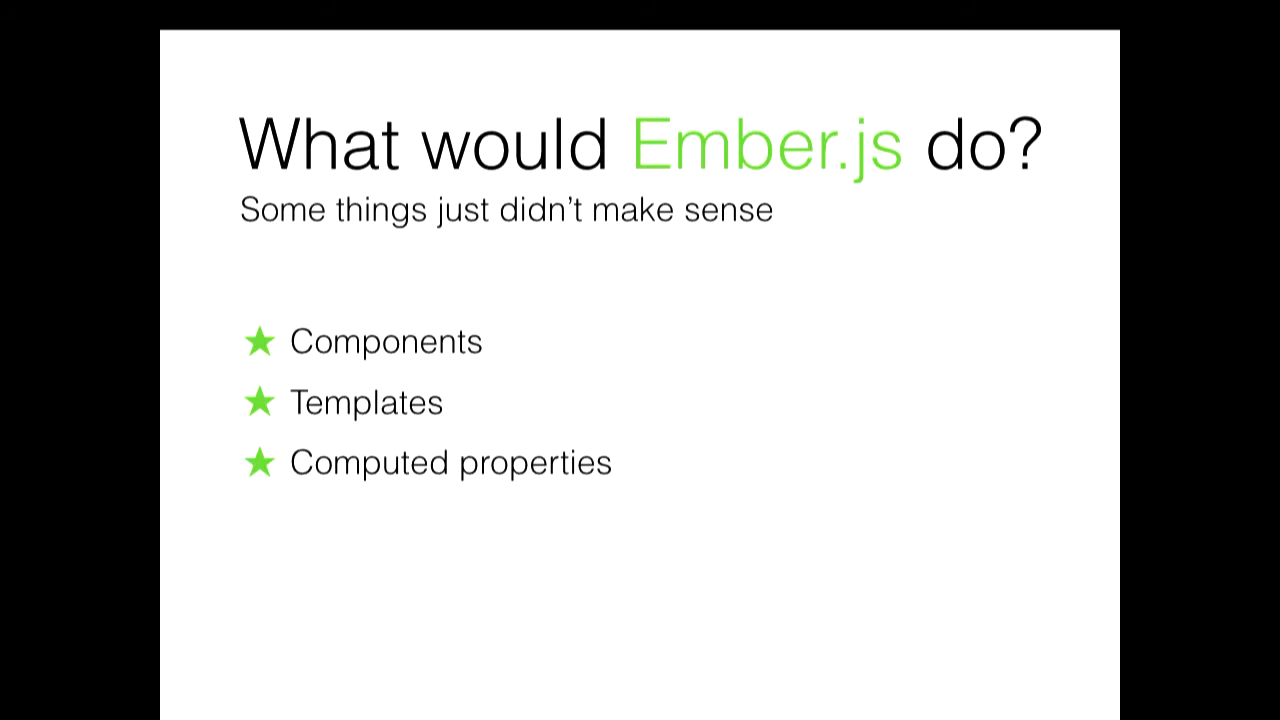 What would Ember.js do?
Some things just didn’t make sense
★ Components
★ Templates
★ Computed properties